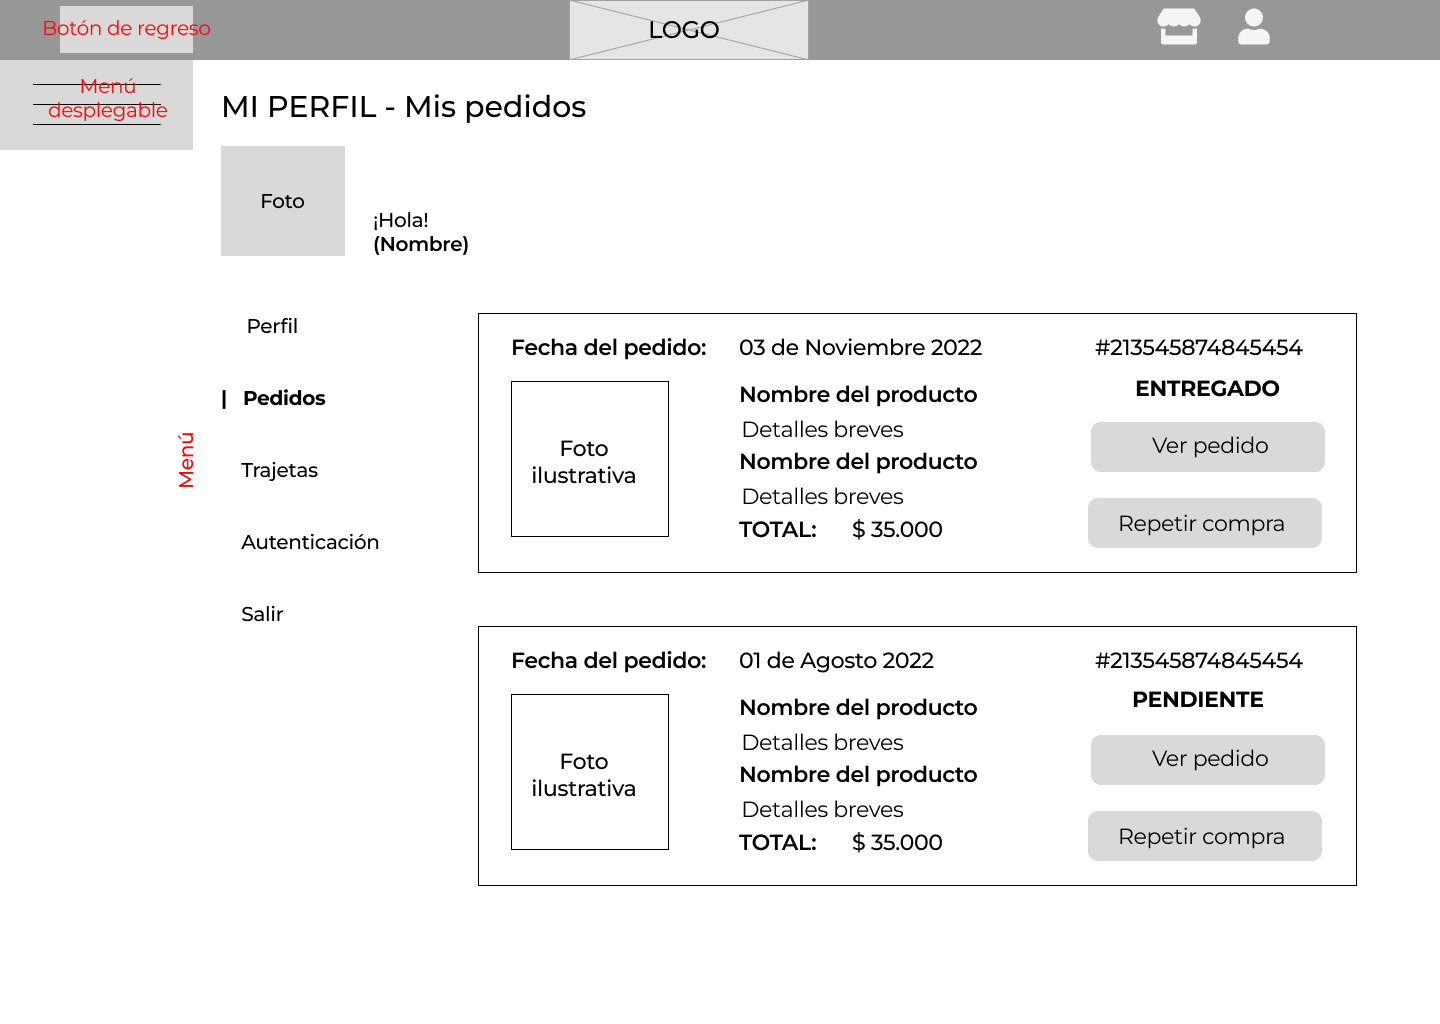 Botón de regreso
LOGO
Menú
desplegable
MI PERFIL - Mis pedidos
Foto
¡Hola!
(Nombre)
Menú
Perfil
| Pedidos
Trajetas
Autenticación
Salir
Fecha del pedido: 03 de Noviembre 2022 #213545874845454
ENTREGADO
Foto
ilustrativa
Nombre del producto
Detalles breves
Nombre del producto
Detalles breves
TOTAL: $ 35.000
Ver pedido
Repetir compra
Fecha del pedido: 01 de Agosto 2022 #213545874845454
PENDIENTE
Foto
ilustrativa
Nombre del producto
Detalles breves
Nombre del producto
Detalles breves
TOTAL: $ 35.000
Ver pedido
Repetir compra